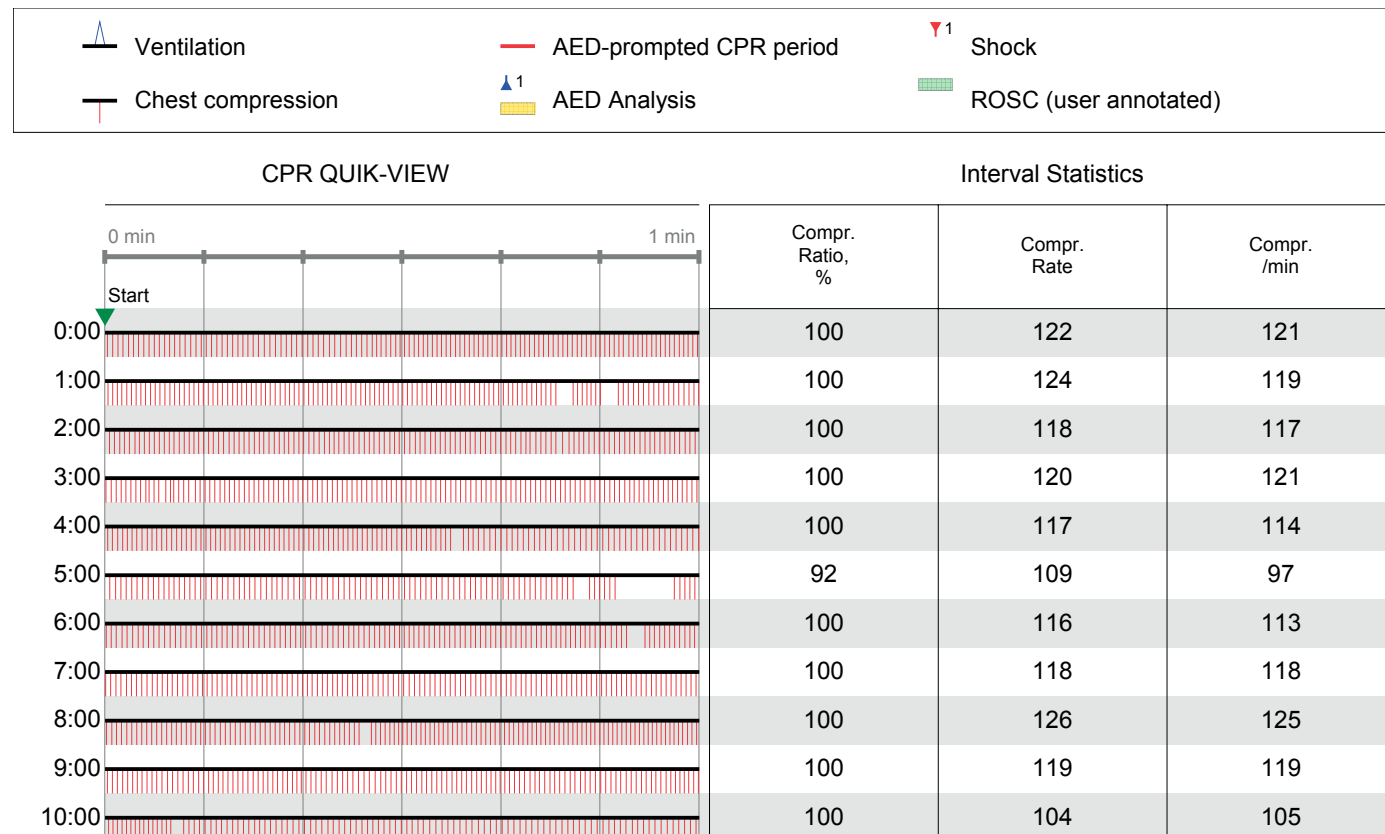 Ventilation
AED-prompted CPR period
1
Shock
Chest compression
1
AED Analysis
ROSC (user annotated)
CPR QUIK-VIEW
Interval Statistics
0 min 1 min
Compr.
Ratio,
%
Compr.
Rate
Compr.
/min
Start
0:00 100 122 121
1:00 100 124 119
2:00 100 118 117
3:00 100 120 121
4:00 100 117 114
5:00 92 109 97
6:00 100 116 113
7:00 100 118 118
8:00 100 126 125
9:00 100 119 119
10:00 100 104 105